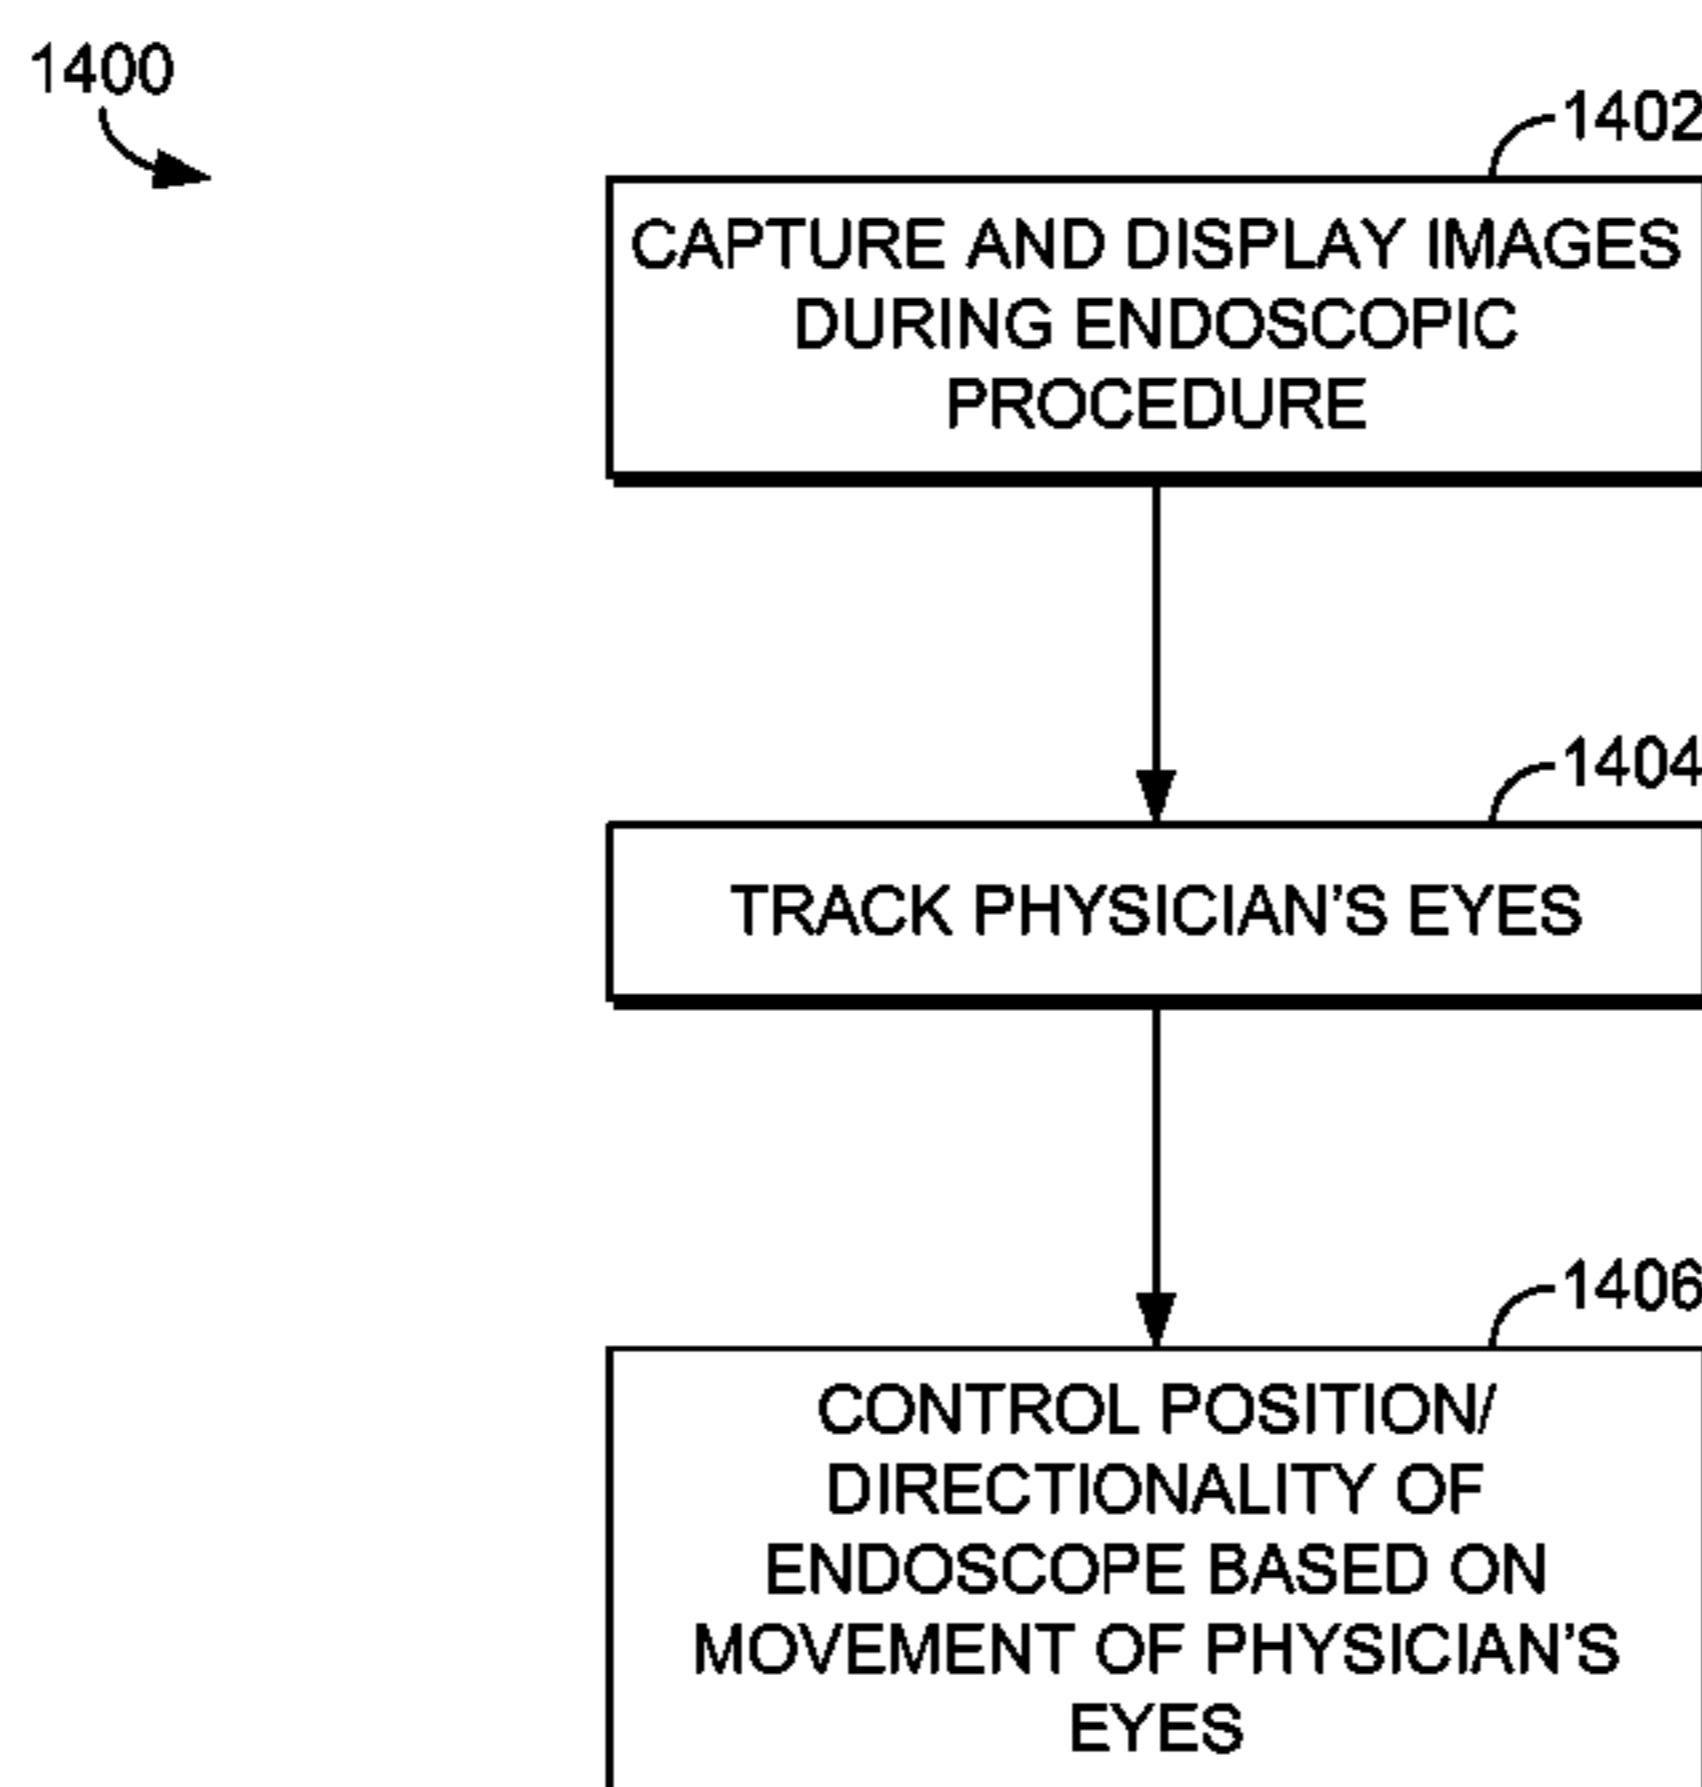 1400
1402
CAPTURE AND DISPLAY IMAGES
DURING ENDOSCOPIC
PROCEDURE
1404
TRACK PHYSICIAN'S EYES
1406
CONTROL POSITION/
DIRECTIONALITY OF
ENDOSCOPE BASED ON
MOVEMENT OF PHYSICIAN'S
EYES